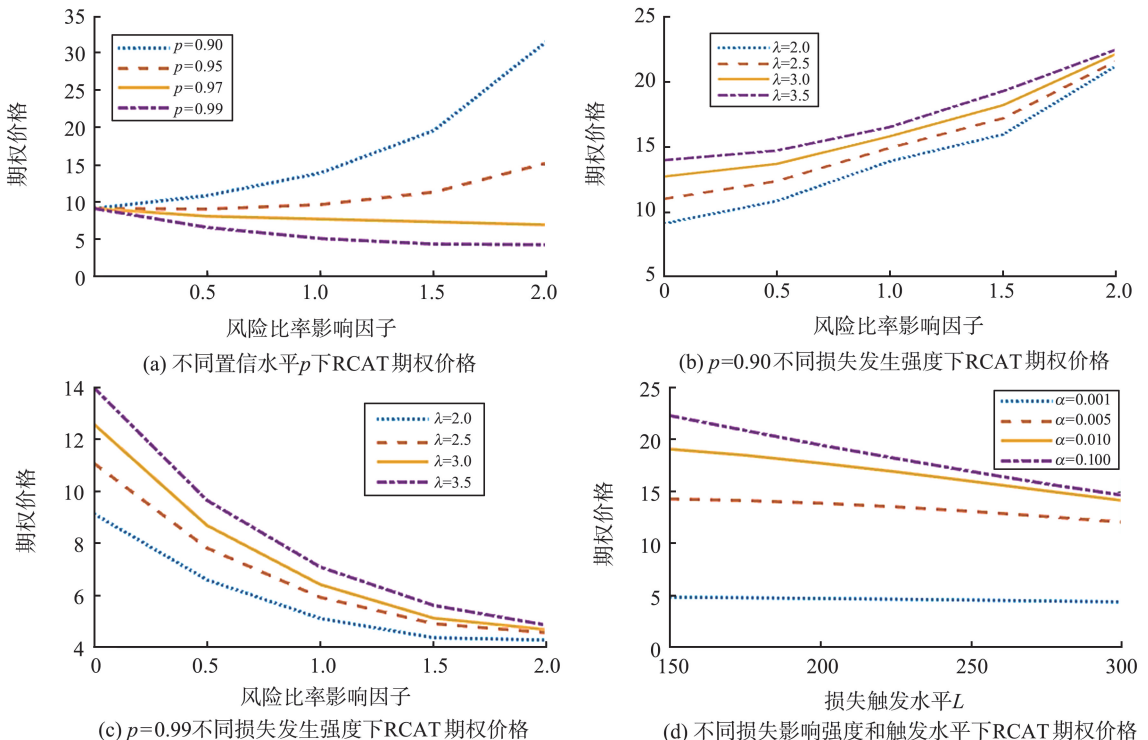 35
30
25
20
15
10
5
0
期权价格
p=0.90
p=0.95
p=0.97
p=0.99
0.5 1.0 1.5 2.0
风险比率影响因子
(a) 不同置信水平p下RCAT期权价格
25
20
15
10
5
期权价格
λ=2.0
λ=2.5
λ=3.0
λ=3.5
0 0.5 1.0 1.5 2.0
风险比率影响因子
(b) p=0.90不同损失发生强度下RCAT期权价格
14
12
10
8
6
4
期权价格
λ=2.0
λ=2.5
λ=3.0
λ=3.5
0 0.5 1.0 1.5 2.0
风险比率影响因子
(c) p=0.99不同损失发生强度下RCAT期权价格
25
20
15
10
5
0
期权价格
α=0.001
α=0.005
α=0.010
α=0.100
150 200 250 300
损失触发水平L
(d) 不同损失影响强度和触发水平下RCAT期权价格